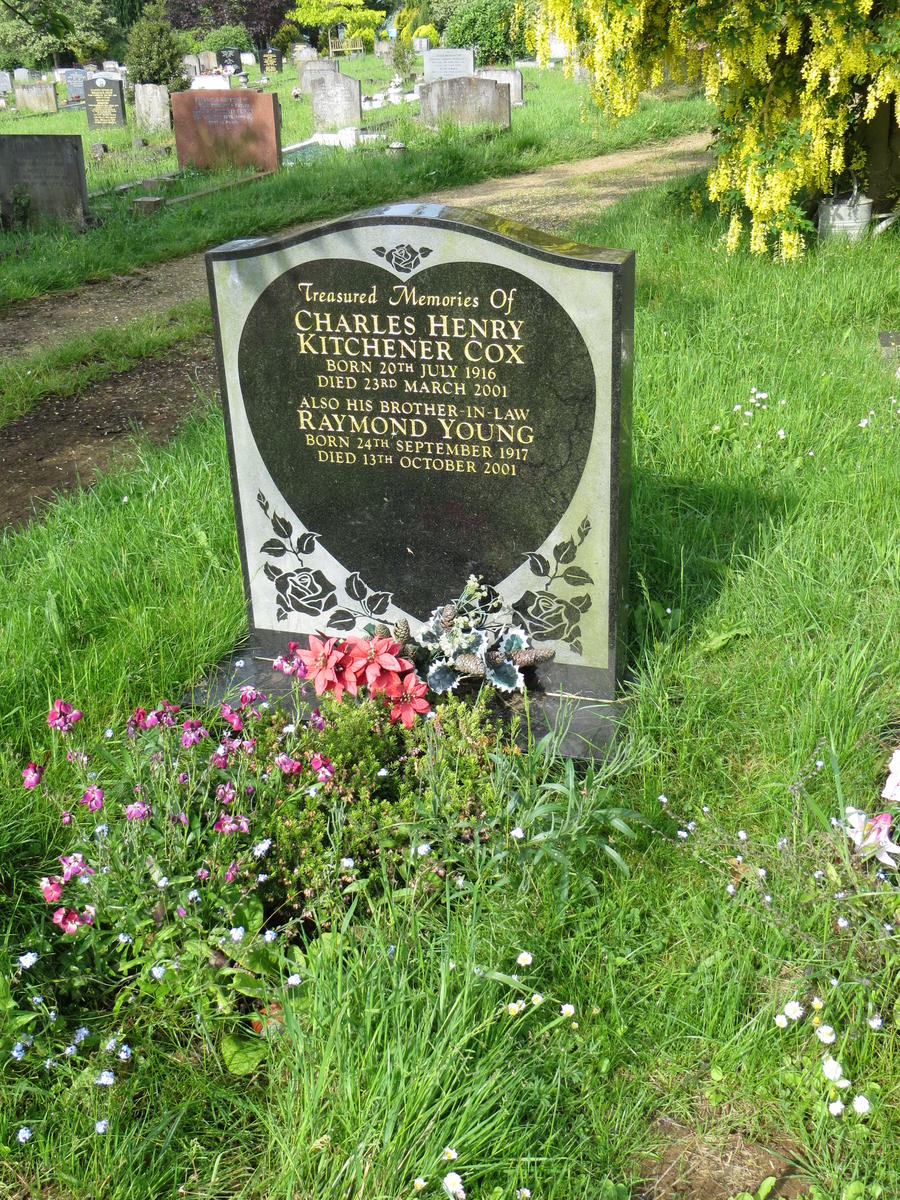 Treasured Memories Of
CHARLES HENRY
KITCHENER COX
BORN 20TH JULY 1916
DIED 23RD MARCH 2001
ALSO HIS BROTHER-IN-LAW
RAYMOND YOUNG
BORN 24TH SEPTEMBER 1917
DIED 13TH OCTOBER 2001